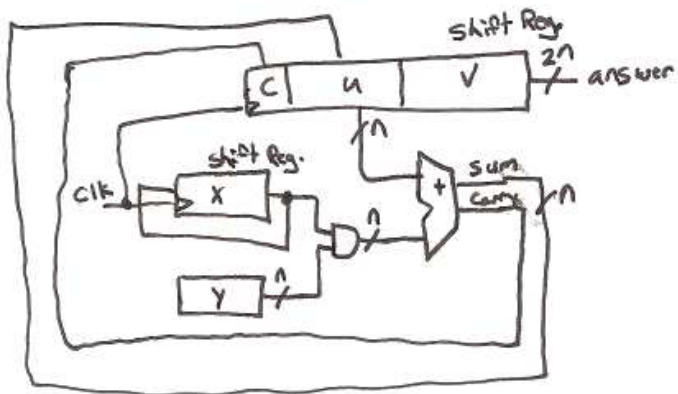 Shift Reg.
C u V
2n answer
n
shift Reg.
sum
+
Clk X
carry n
n
n
Y